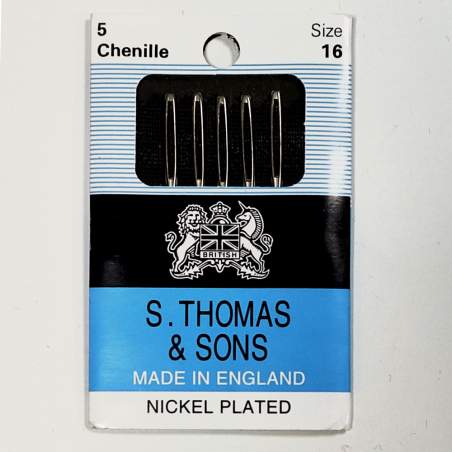 5
Chenille
Size
16
BRITISH
S. THOMAS
& SONS
MADE IN ENGLAND
NICKEL PLATED